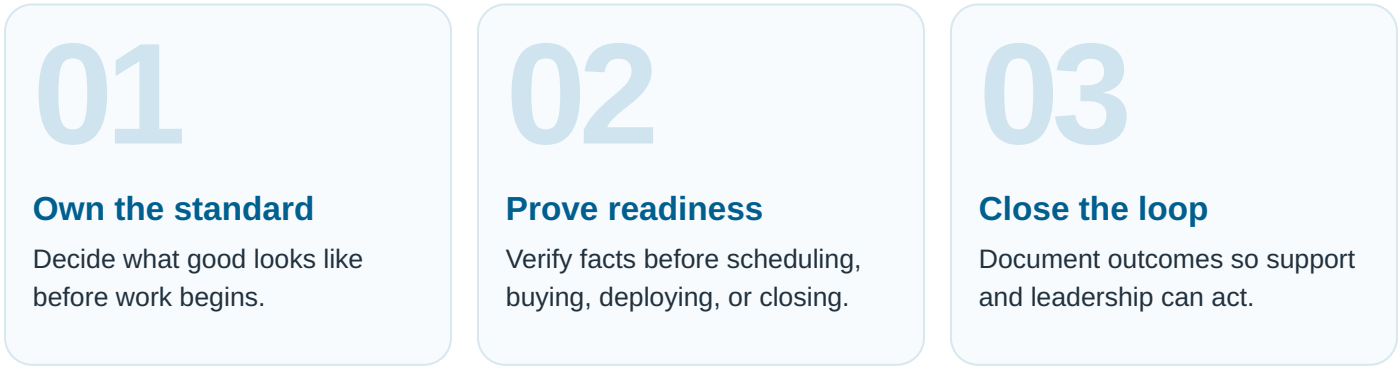 01
Own the standard
Decide what good looks like
before work begins.
02
Prove readiness
Verify facts before scheduling,
buying, deploying, or closing.
03
Close the loop
Document outcomes so support
and leadership can act.